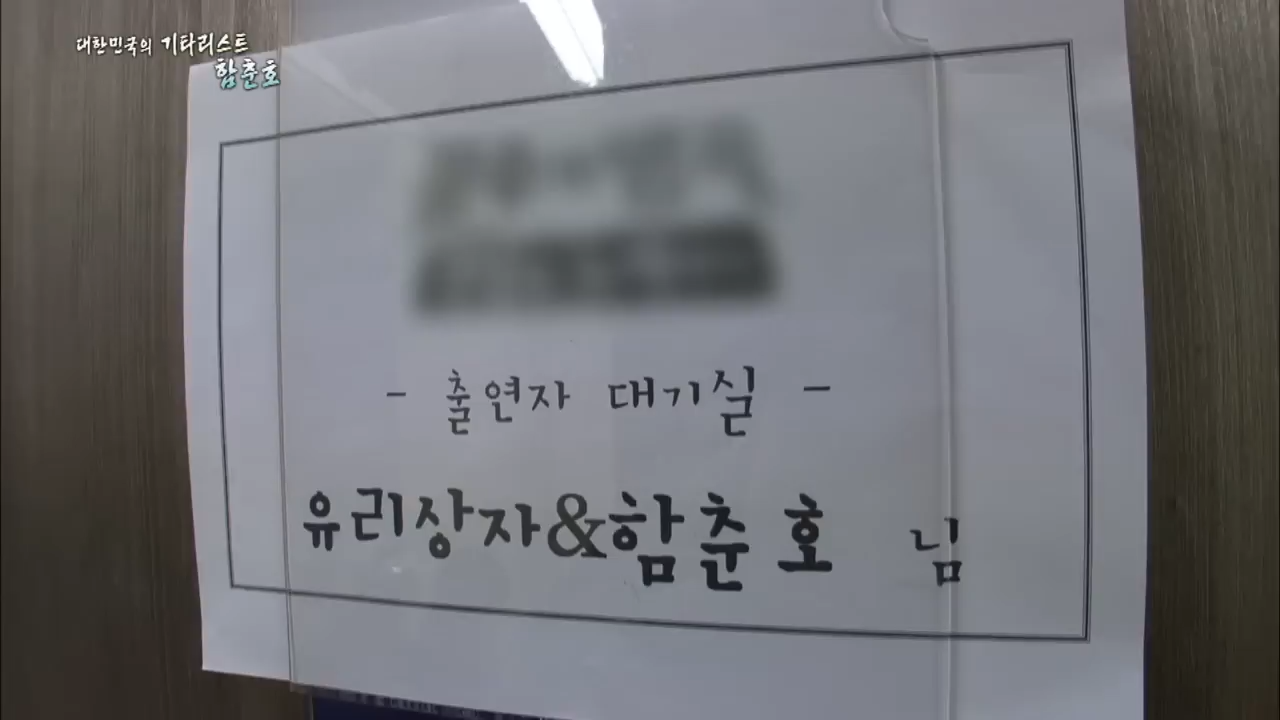 대한민국의 기타리스트
함춘호
- 출연자 대기실 -
유리상자&함춘호 님